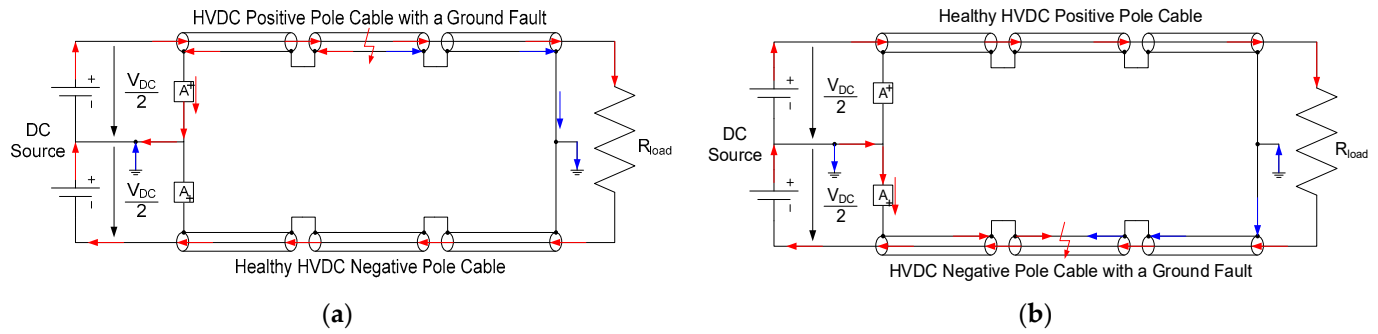 HVDC Positive Pole Cable with a Ground Fault
+
V_DC
2
A+
DC
Source
R_load
+
V_DC
2
A+
Healthy HVDC Negative Pole Cable
(a)
Healthy HVDC Positive Pole Cable
+
V_DC
2
A+
DC
Source
R_load
+
V_DC
2
A+
HVDC Negative Pole Cable with a Ground Fault
(b)